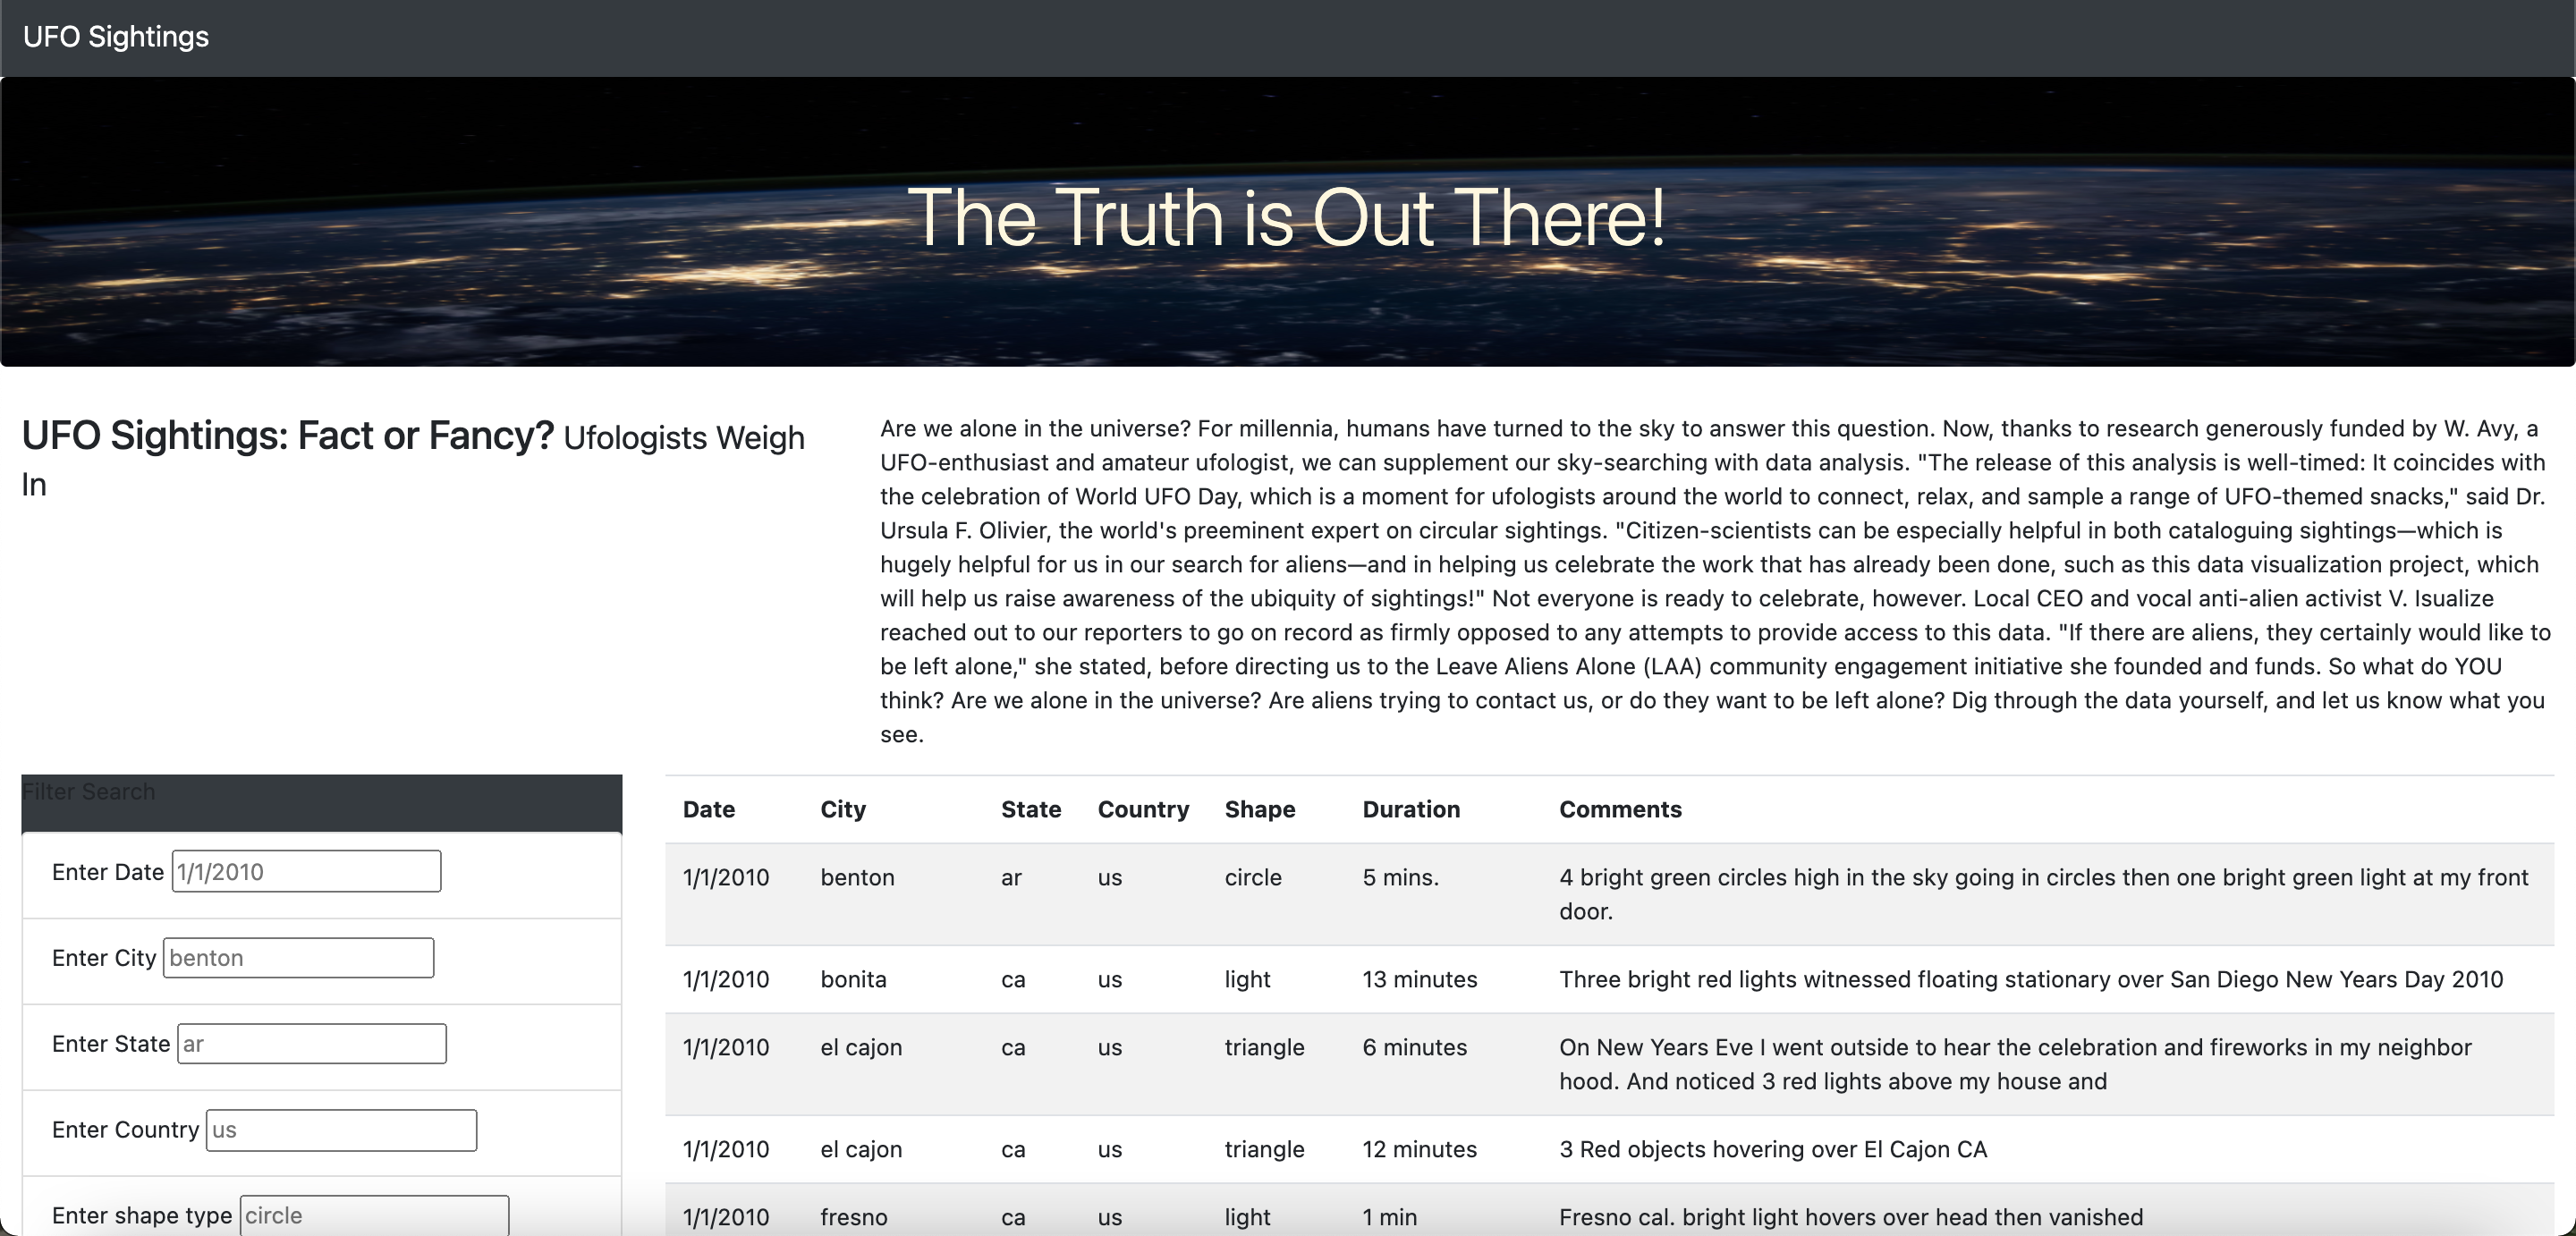 UFO Sightings
The Truth is Out There!
UFO Sightings: Fact or Fancy? Ufologists Weigh
In
Are we alone in the universe? For millennia, humans have turned to the sky to answer this question. Now, thanks to research generously funded by W. Avy, a
UFO-enthusiast and amateur ufologist, we can supplement our sky-searching with data analysis. "The release of this analysis is well-timed: It coincides with
the celebration of World UFO Day, which is a moment for ufologists around the world to connect, relax, and sample a range of UFO-themed snacks," said Dr.
Ursula F. Olivier, the world's preeminent expert on circular sightings. "Citizen-scientists can be especially helpful in both cataloguing sightings—which is
hugely helpful for us in our search for aliens—and in helping us celebrate the work that has already been done, such as this data visualization project, which
will help us raise awareness of the ubiquity of sightings!" Not everyone is ready to celebrate, however. Local CEO and vocal anti-alien activist V. Isualize
reached out to our reporters to go on record as firmly opposed to any attempts to provide access to this data. "If there are aliens, they certainly would like to
be left alone," she stated, before directing us to the Leave Aliens Alone (LAA) community engagement initiative she founded and funds. So what do YOU
think? Are we alone in the universe? Are aliens trying to contact us, or do they want to be left alone? Dig through the data yourself, and let us know what you
see.
Filter Search
Enter Date 1/1/2010
Enter City benton
Enter State ar
Enter Country us
Enter shape type circle
Date City State Country Shape Duration Comments
1/1/2010 benton ar us circle 5 mins. 4 bright green circles high in the sky going in circles then one bright green light at my front
door.
1/1/2010 bonita ca us light 13 minutes Three bright red lights witnessed floating stationary over San Diego New Years Day 2010
1/1/2010 el cajon ca us triangle 6 minutes On New Years Eve I went outside to hear the celebration and fireworks in my neighbor
hood. And noticed 3 red lights above my house and
1/1/2010 el cajon ca us triangle 12 minutes 3 Red objects hovering over El Cajon CA
1/1/2010 fresno ca us light 1 min Fresno cal. bright light hovers over head then vanished